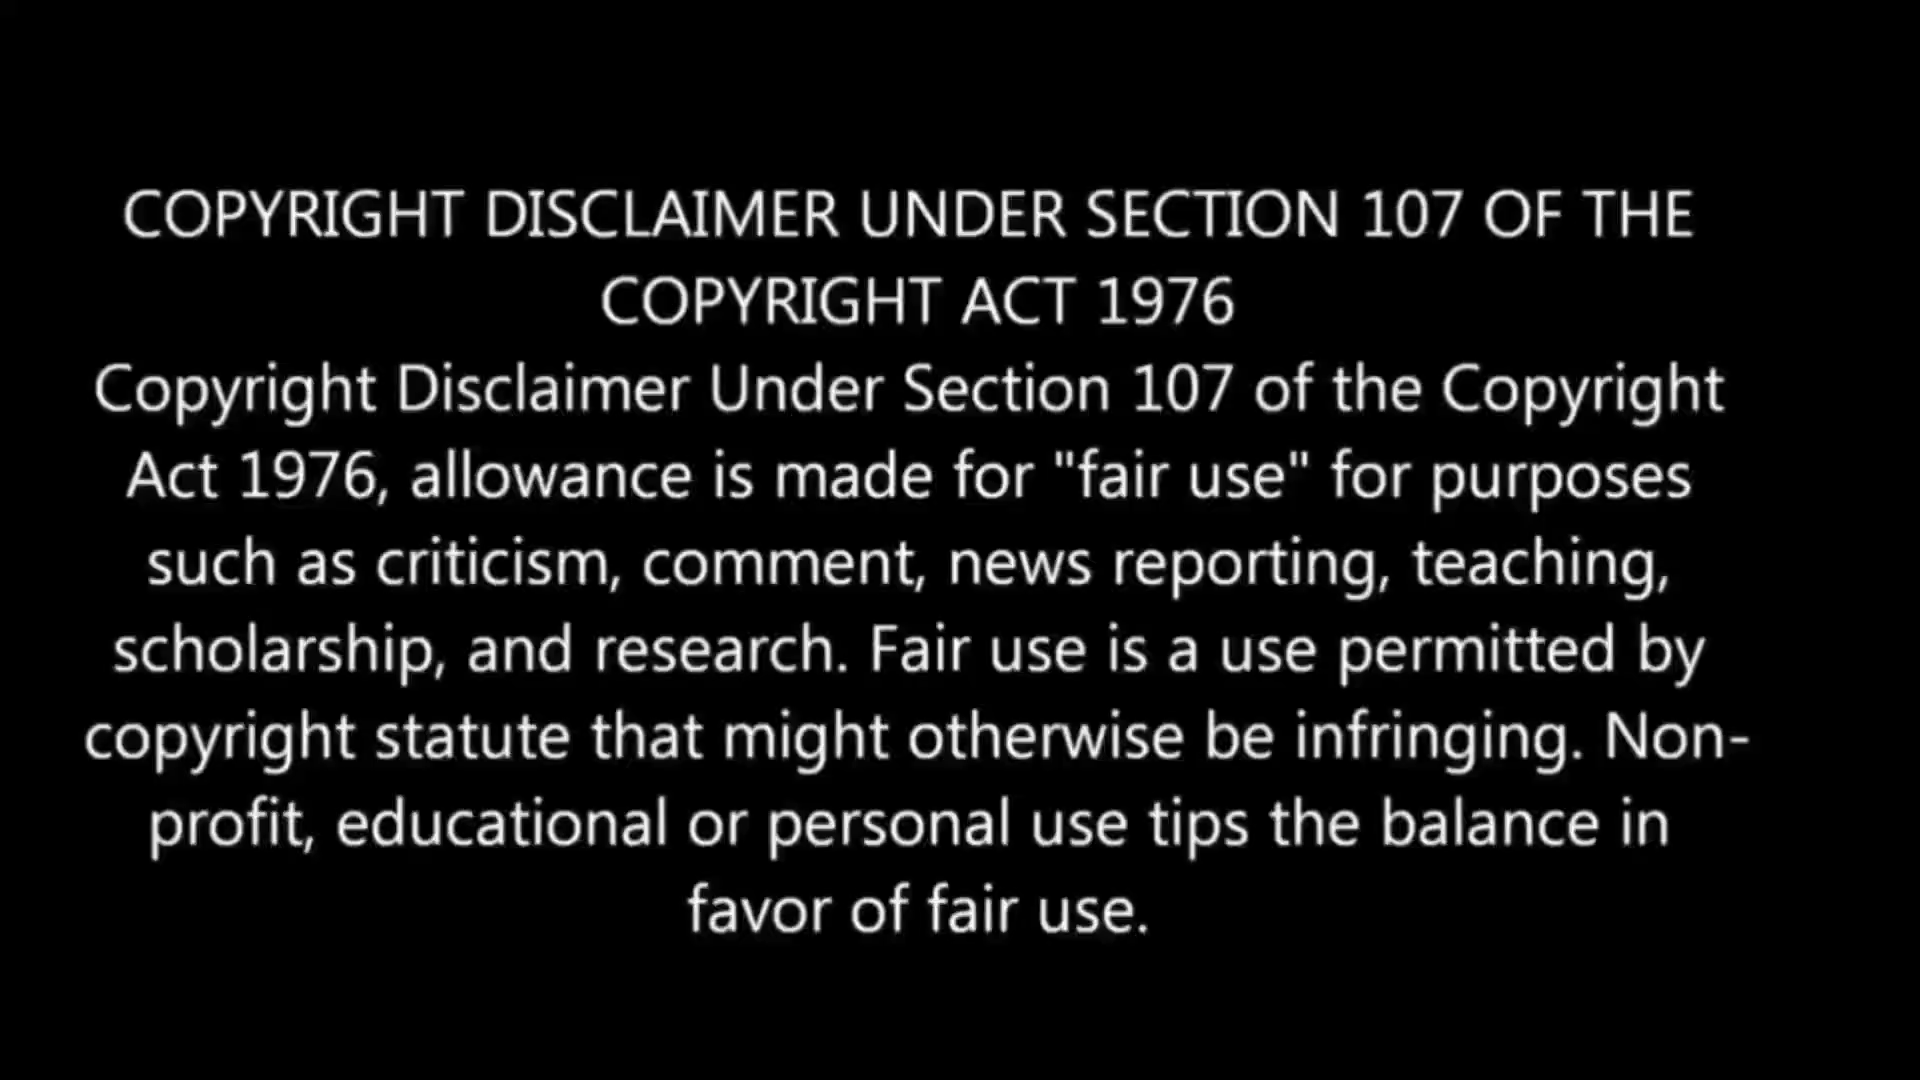 COPYRIGHT DISCLAIMER UNDER SECTION 107 OF THE
COPYRIGHT ACT 1976
Copyright Disclaimer Under Section 107 of the Copyright
Act 1976, allowance is made for "fair use" for purposes
such as criticism, comment, news reporting, teaching,
scholarship, and research. Fair use is a use permitted by
copyright statute that might otherwise be infringing. Non-
profit, educational or personal use tips the balance in
favor of fair use.